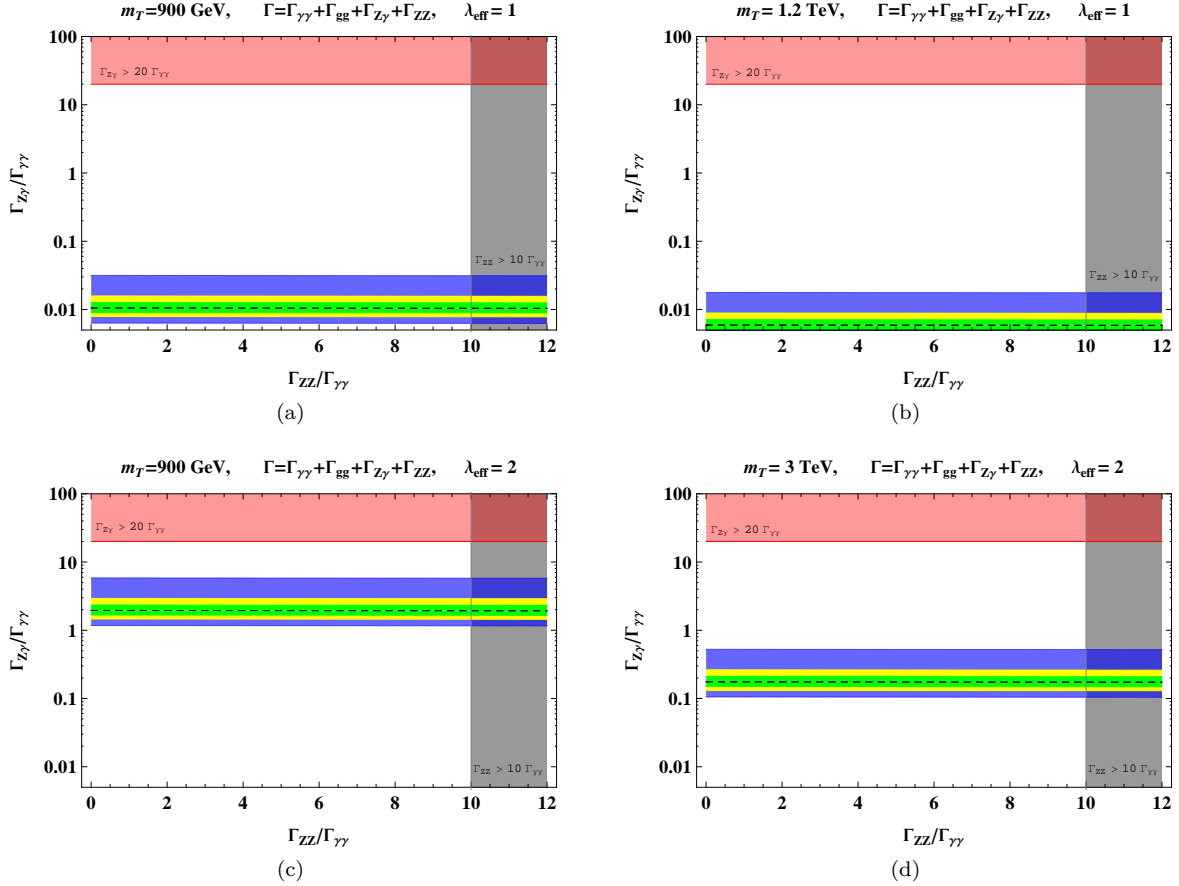 m_T=900 GeV, Γ=Γ_γγ+Γ_gg+Γ_Zγ+Γ_ZZ, λ_eff= 1
100
10
1
0.1
0.01
Γ_Zγ/Γ_γγ
Γ_Zγ > 20 Γ_γγ
Γ_ZZ > 10 Γ_γγ
0 2 4 6 8 10 12
Γ_ZZ/Γ_γγ
(a)
m_T= 1.2 TeV, Γ=Γ_γγ+Γ_gg+Γ_Zγ+Γ_ZZ, λ_eff= 1
100
10
1
0.1
0.01
Γ_Zγ/Γ_γγ
Γ_Zγ > 20 Γ_γγ
Γ_ZZ > 10 Γ_γγ
0 2 4 6 8 10 12
Γ_ZZ/Γ_γγ
(b)
m_T=900 GeV, Γ=Γ_γγ+Γ_gg+Γ_Zγ+Γ_ZZ, λ_eff= 2
100
10
1
0.1
0.01
Γ_Zγ/Γ_γγ
Γ_Zγ > 20 Γ_γγ
Γ_ZZ > 10 Γ_γγ
0 2 4 6 8 10 12
Γ_ZZ/Γ_γγ
(c)
m_T= 3 TeV, Γ=Γ_γγ+Γ_gg+Γ_Zγ+Γ_ZZ, λ_eff= 2
100
10
1
0.1
0.01
Γ_Zγ/Γ_γγ
Γ_Zγ > 20 Γ_γγ
Γ_ZZ > 10 Γ_γγ
0 2 4 6 8 10 12
Γ_ZZ/Γ_γγ
(d)